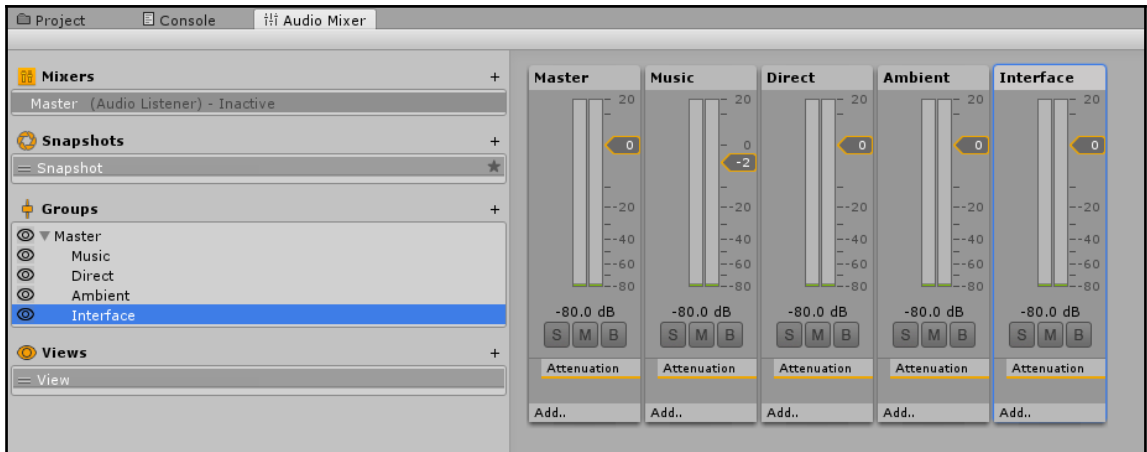 Project Console Audio Mixer
Mixers +
Master (Audio Listener) - Inactive
Snapshots +
Snapshot
Groups +
Master
Music
Direct
Ambient
Interface
Views +
View
Master Music Direct Ambient Interface
20 20 20 20 20
0 0 0 0 0
-2
-20 -20 -20 -20 -20
-40 -40 -40 -40 -40
-60 -60 -60 -60 -60
-80 -80 -80 -80 -80
-80.0 dB -80.0 dB -80.0 dB -80.0 dB -80.0 dB
S M B S M B S M B S M B S M B
Attenuation Attenuation Attenuation Attenuation Attenuation
Add.. Add.. Add.. Add.. Add..